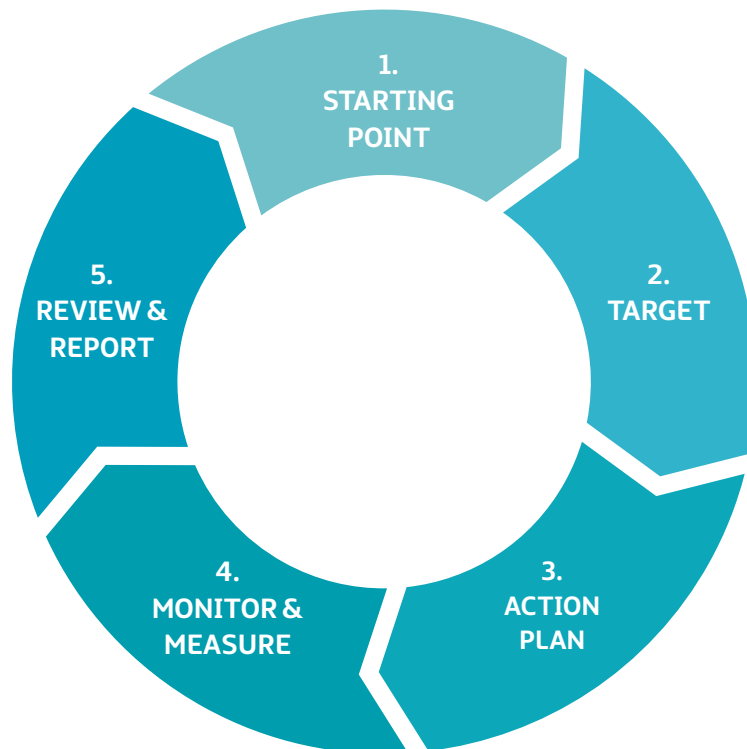 1.
STARTING
POINT
2.
TARGET
3.
ACTION
PLAN
4.
MONITOR &
MEASURE
5.
REVIEW &
REPORT